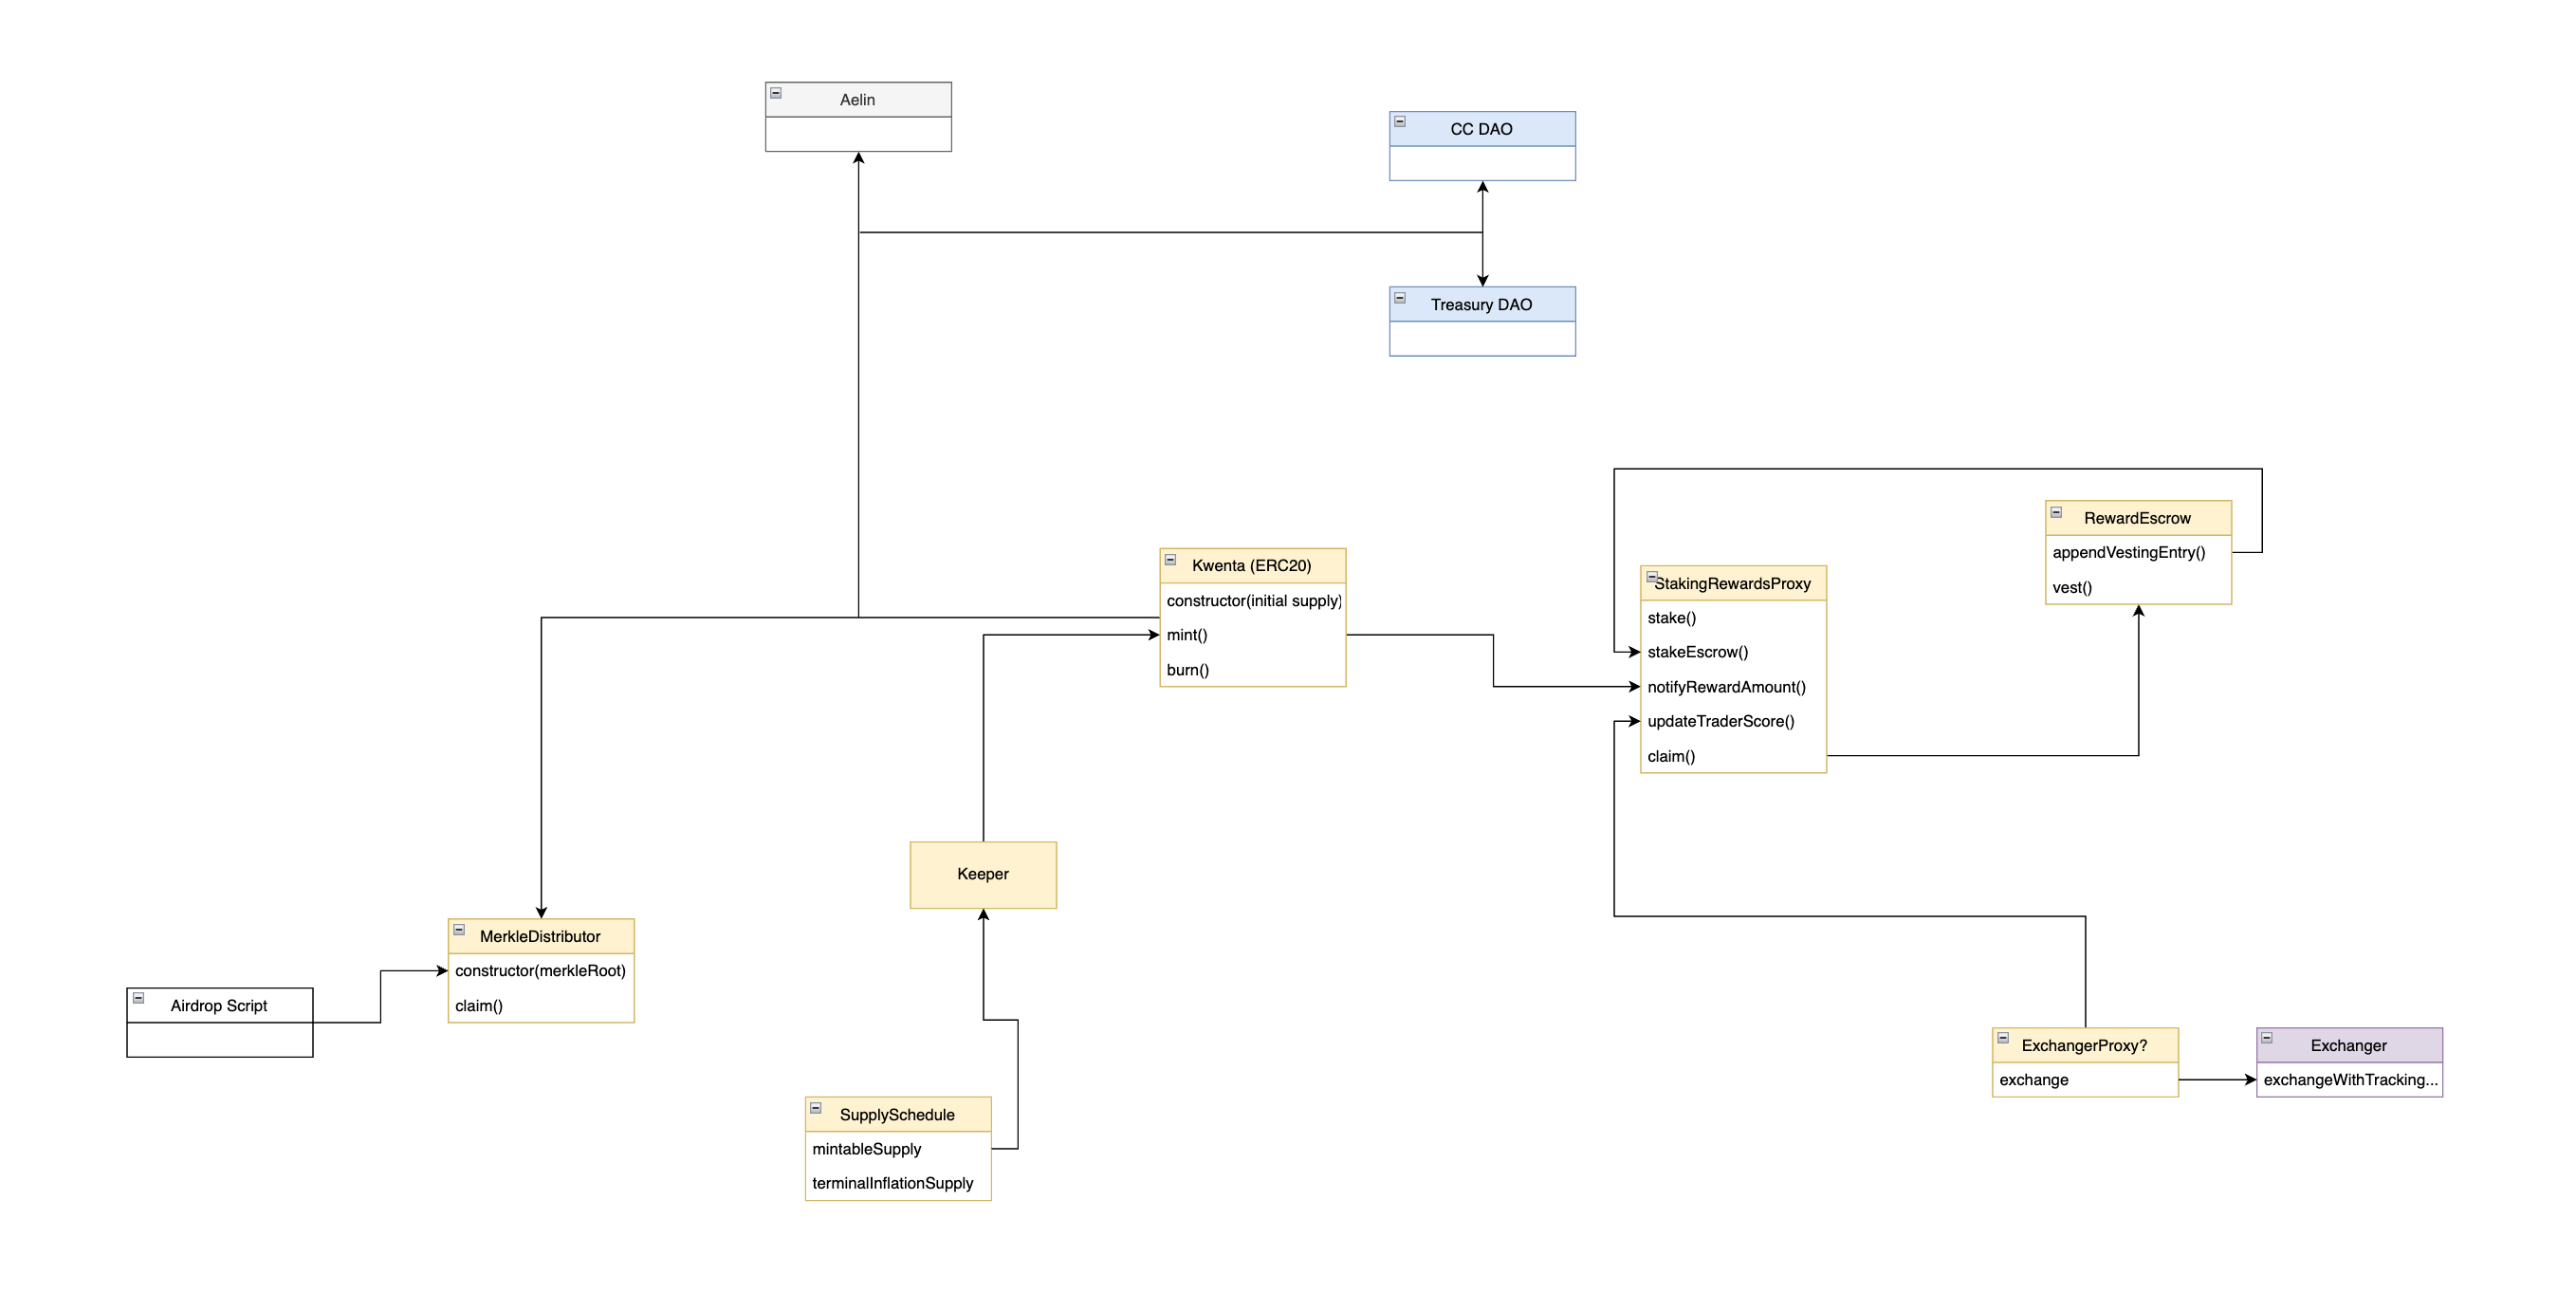 Aelin
CC DAO
Treasury DAO
Kwenta (ERC20)
constructor(initial supply)
mint()
burn()
StakingRewardsProxy
stake()
stakeEscrow()
notifyRewardAmount()
updateTraderScore()
claim()
RewardEscrow
appendVestingEntry()
vest()
Keeper
MerkleDistributor
constructor(merkleRoot)
claim()
Airdrop Script
SupplySchedule
mintableSupply
terminalInflationSupply
ExchangerProxy?
exchange
Exchanger
exchangeWithTracking...